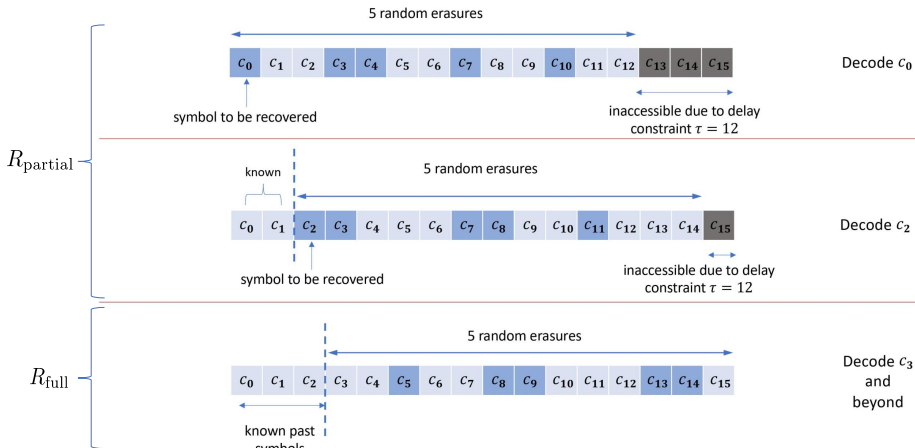 5 random erasures
c0 c1 c2 c3 c4 c5 c6 c7 c8 c9 c10 c11 c12 c13 c14 c15
Decode c0
symbol to be recovered
inaccessible due to delay
constraint τ = 12
Rpartial
known
5 random erasures
c0 c1 c2 c3 c4 c5 c6 c7 c8 c9 c10 c11 c12 c13 c14 c15
Decode c2
symbol to be recovered
inaccessible due to delay
constraint τ = 12
5 random erasures
Rfull
c0 c1 c2 c3 c4 c5 c6 c7 c8 c9 c10 c11 c12 c13 c14 c15
Decode c3
and
beyond
known past
symbols